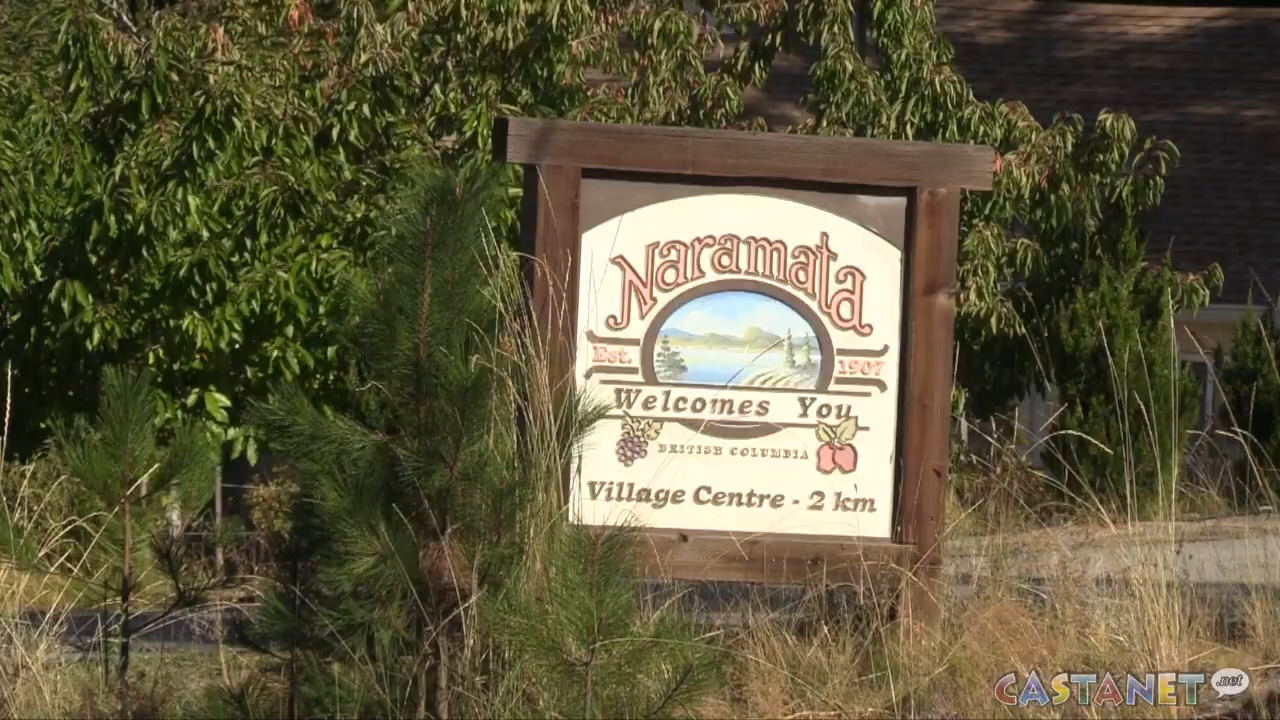 Naramata
Est. 1907
Welcomes You
BRITISH COLUMBIA
Village Centre - 2 km
CASTANET .net